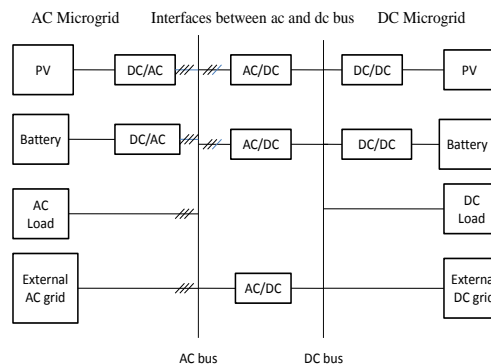 AC Microgrid
Interfaces between ac and dc bus
DC Microgrid
PV
DC/AC
AC/DC
DC/DC
PV
Battery
DC/AC
AC/DC
DC/DC
Battery
AC
Load
DC
Load
External
AC grid
AC/DC
External
DC grid
AC bus
DC bus